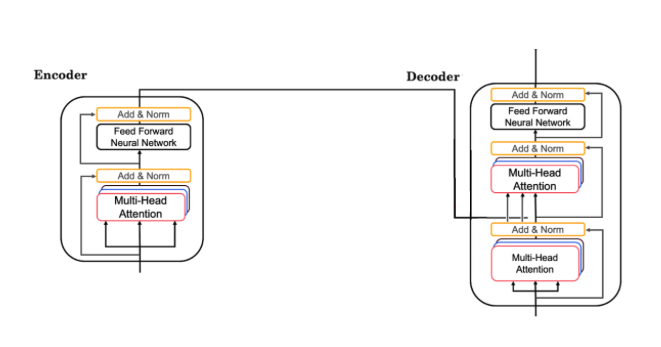 Encoder
Add & Norm
Feed Forward
Neural Network
Add & Norm
Multi-Head
Attention
Decoder
Add & Norm
Feed Forward
Neural Network
Add & Norm
Multi-Head
Attention
Add & Norm
Multi-Head
Attention